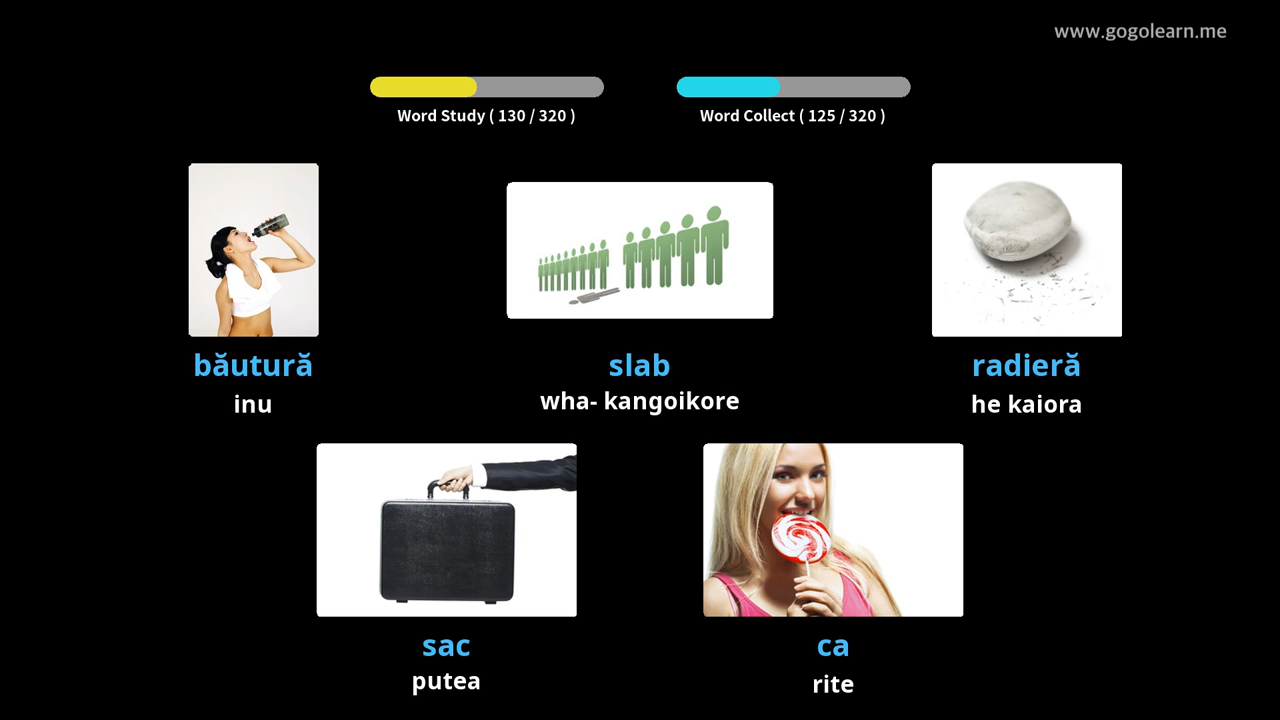 www.gogolearn.me
Word Study ( 130 / 320 )
Word Collect ( 125 / 320 )
băutură
inu
slab
wha- kangoikore
radieră
he kaiora
sac
putea
ca
rite